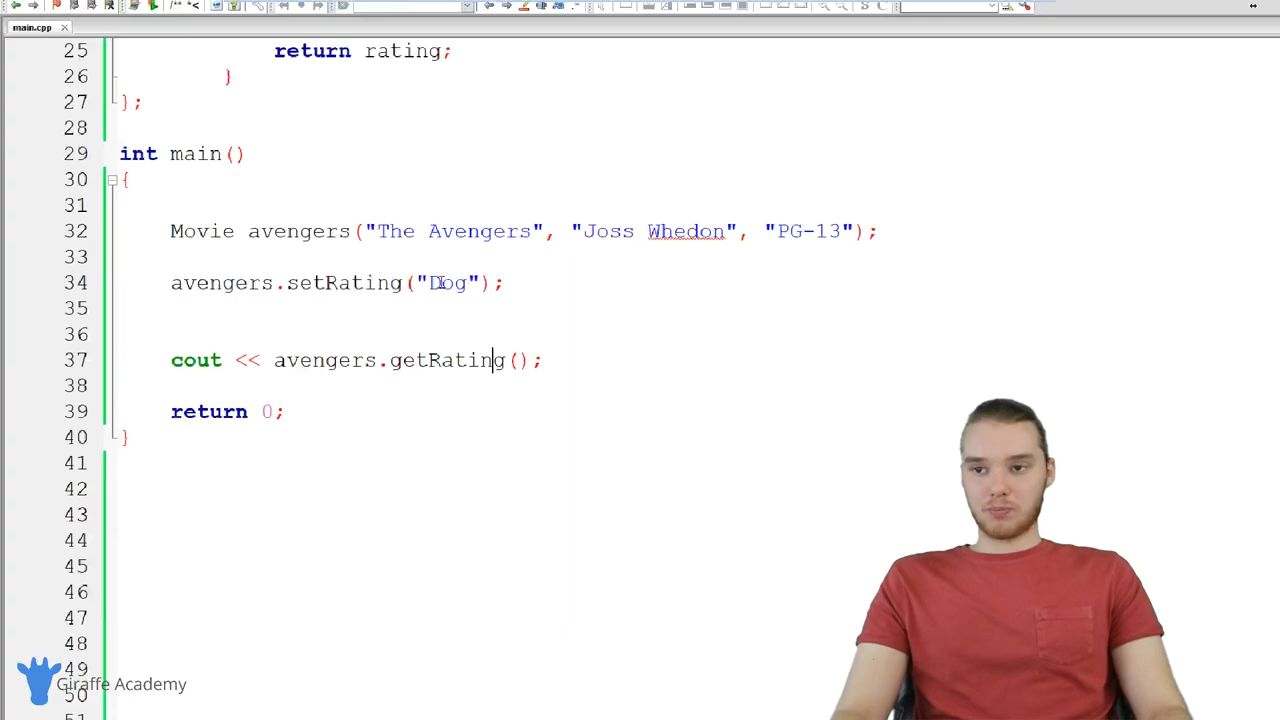 main.cpp
25 return rating;
26 }
27 };
28
29 int main()
30 {
31
32 Movie avengers("The Avengers", "Joss Whedon", "PG-13");
33
34 avengers.setRating("Dog");
35
36
37 cout << avengers.getRating();
38
39 return 0;
40 }
41
42
43
44
45
46
47
48
49
Giraffe Academy
50